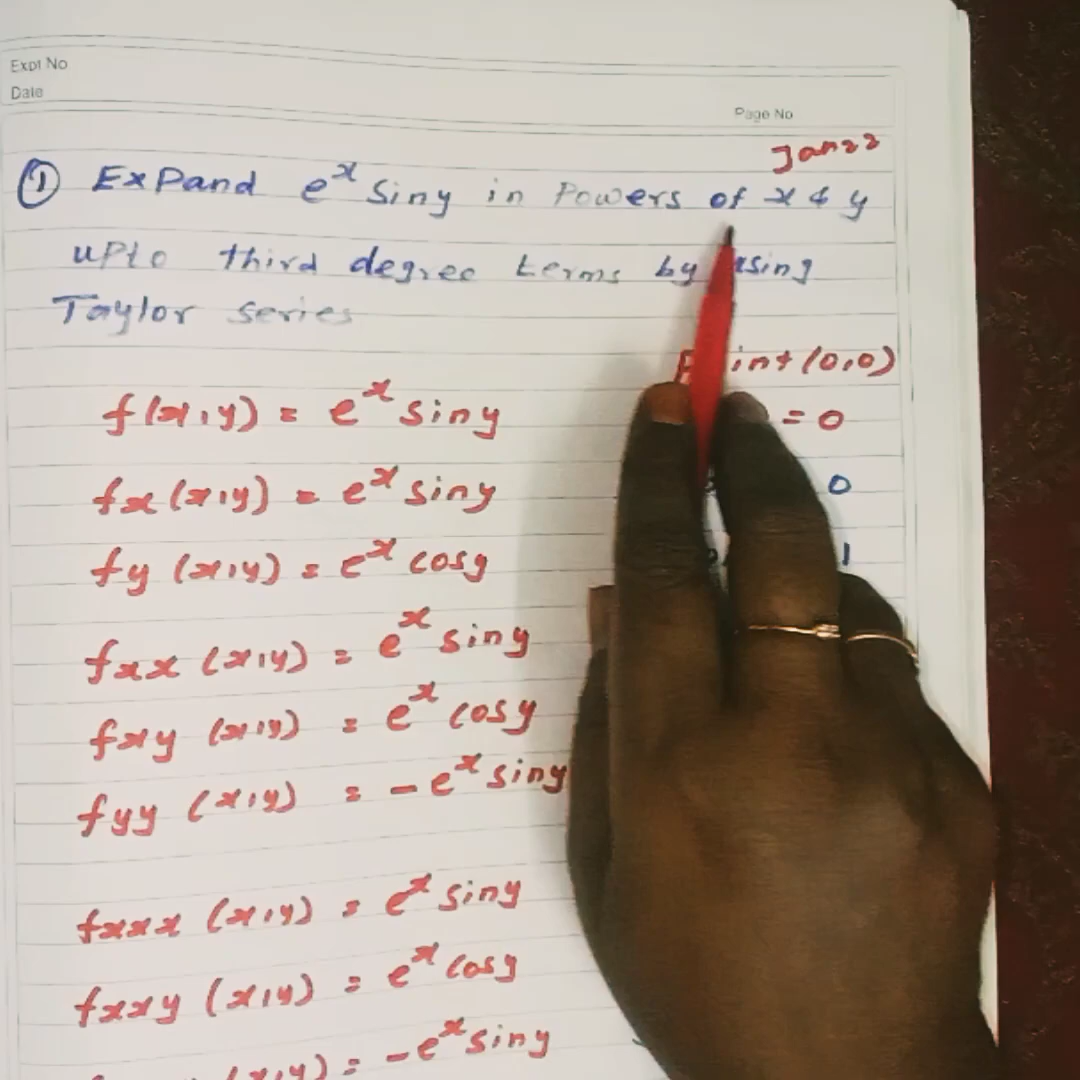 Expt No
Date
Page No
Jan22
① Expand e^x siny in Powers of x & y
upto third degree terms by using
Taylor series
Point (0,0)
f(x,y) = e^x siny = 0
fx (x,y) = e^x siny 0
fy (x,y) = e^x cosy 1
fxx (x,y) = e^x siny
fxy (x,y) = e^x cosy
fyy (x,y) = -e^x siny
fxxx (x,y) = e^x siny
fxxy (x,y) = e^x cosy
(x,y) = -e^x siny